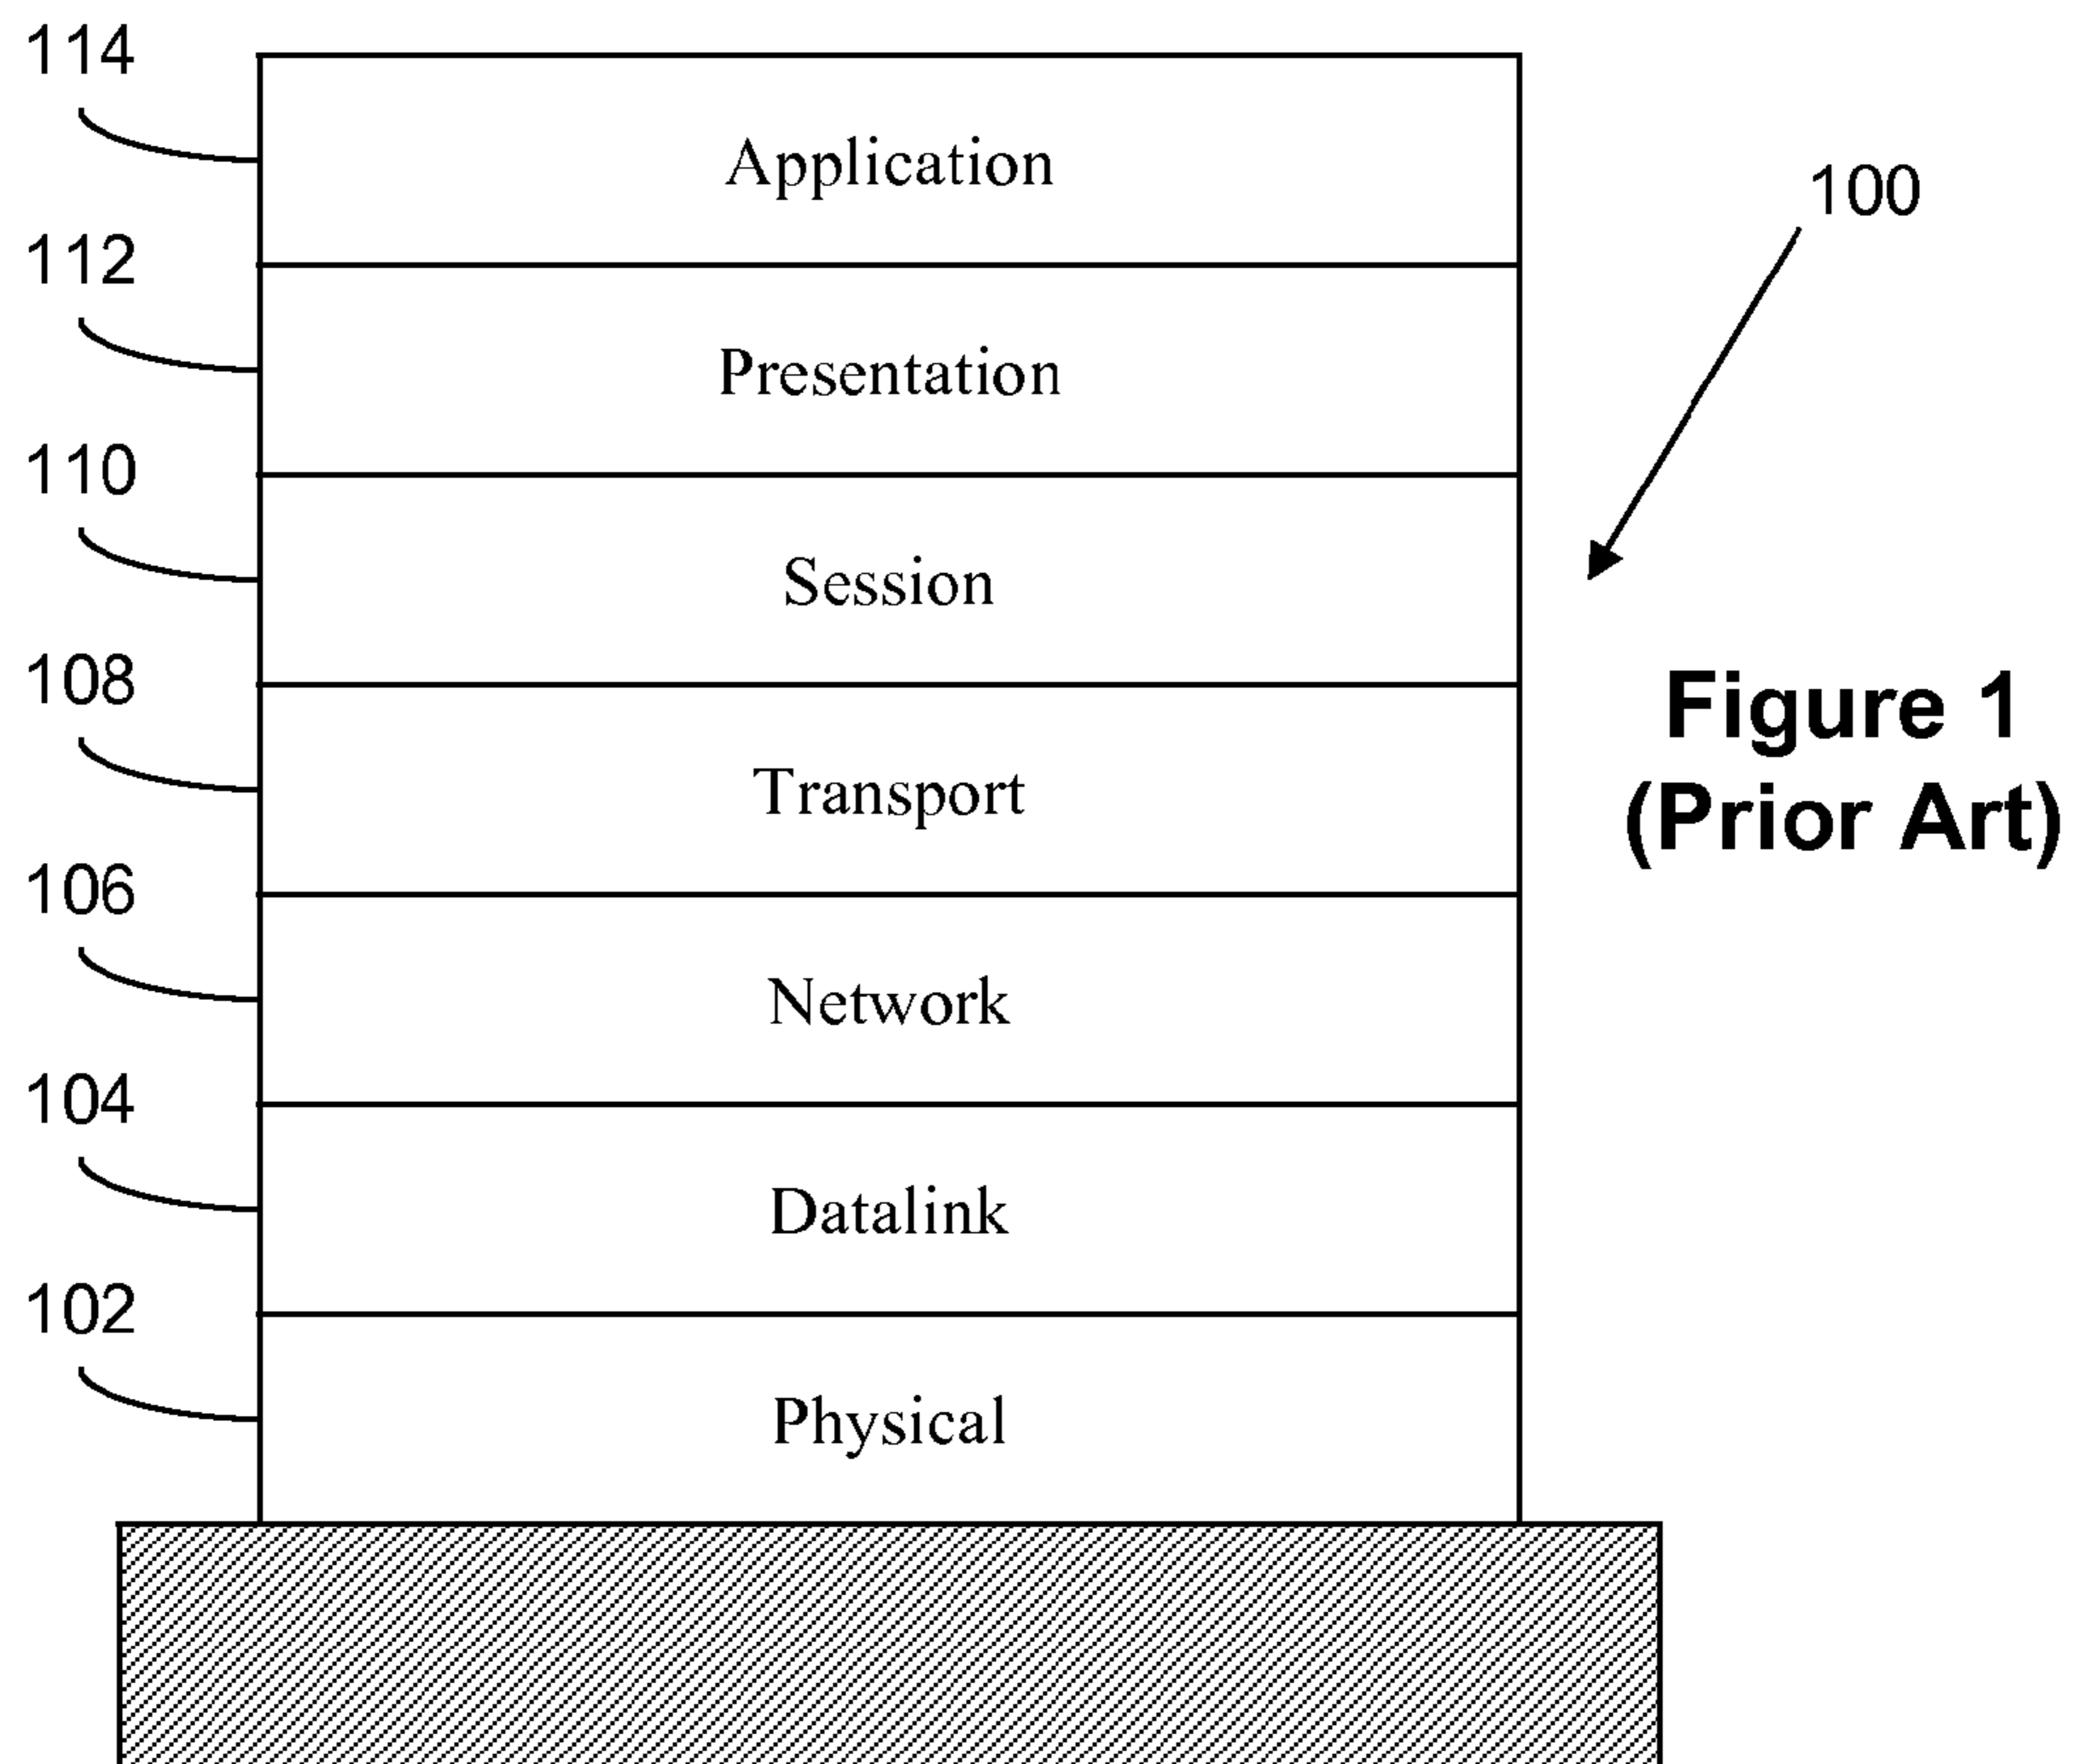 114
Application
100
112
Presentation
110
Session
108
Figure 1
(Prior Art)
Transport
106
Network
104
Datalink
102
Physical